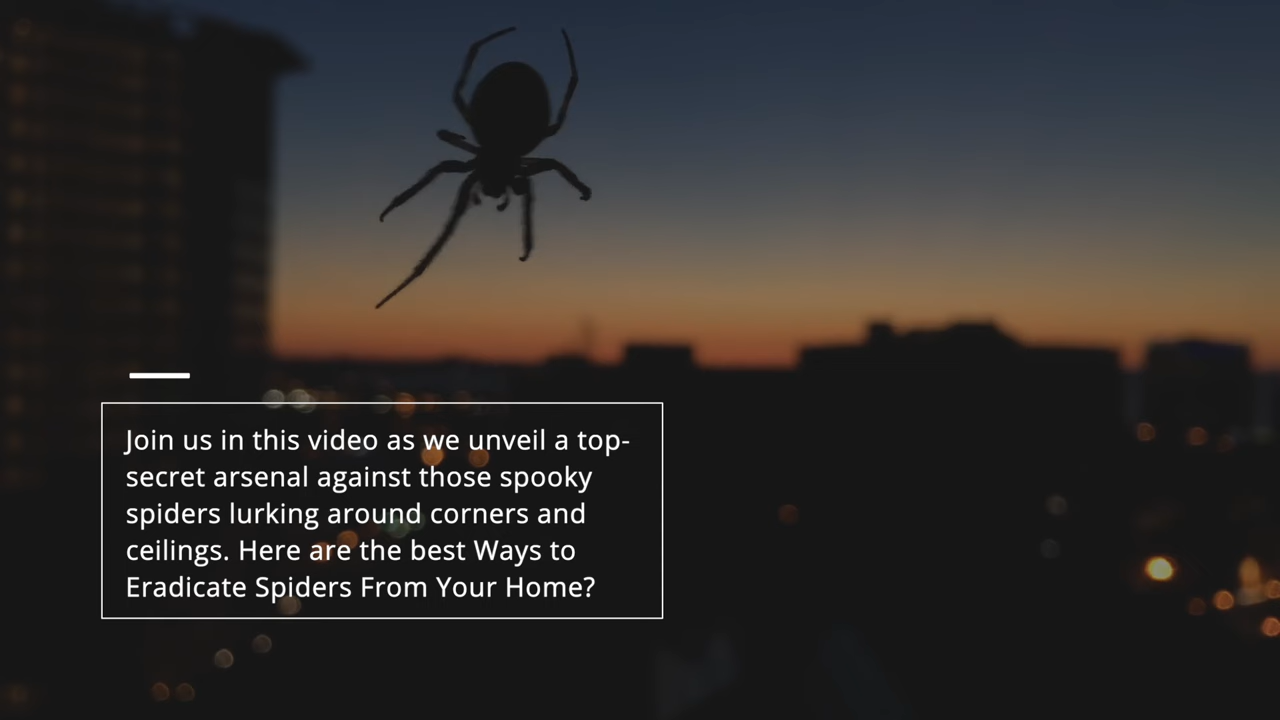 Join us in this video as we unveil a top-
secret arsenal against those spooky
spiders lurking around corners and
ceilings. Here are the best Ways to
Eradicate Spiders From Your Home?